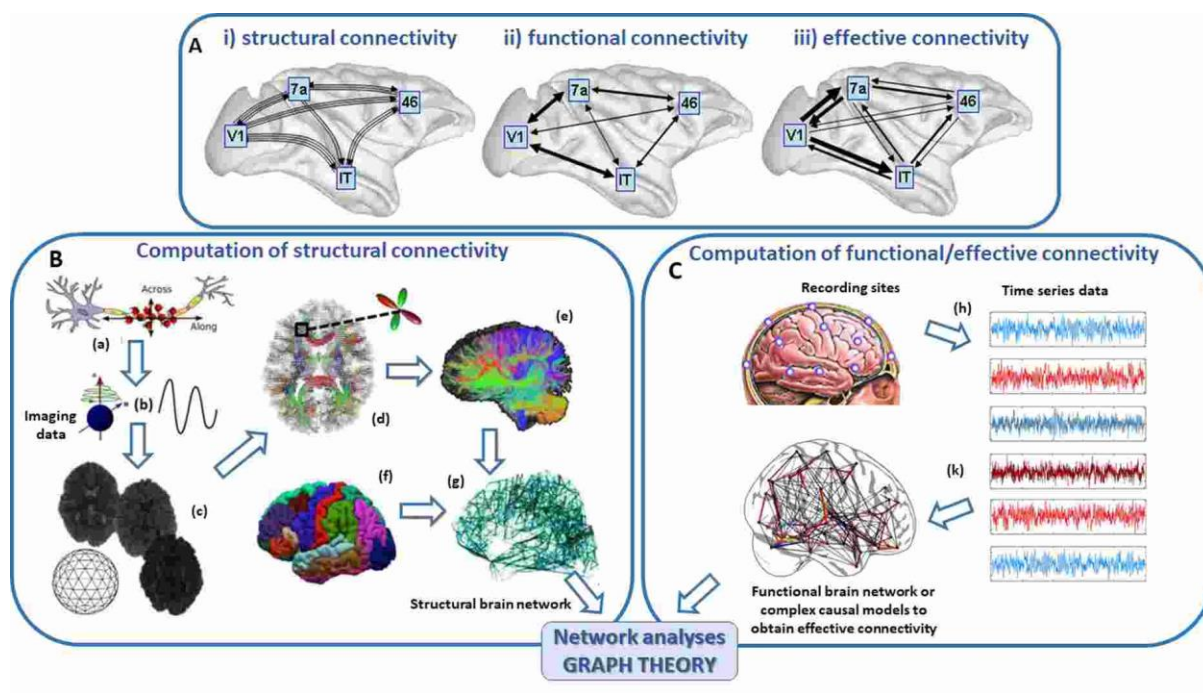 A
i) structural connectivity
ii) functional connectivity
iii) effective connectivity
7a
46
V1
IT
7a
46
V1
IT
7a
46
V1
IT
B
Computation of structural connectivity
Across
Along
(a)
(b)
Imaging
data
(c)
(d)
(e)
(f)
(g)
Structural brain network
C
Computation of functional/effective connectivity
Recording sites
(h)
Time series data
(k)
Functional brain network or
complex causal models to
obtain effective connectivity
Network analyses
GRAPH THEORY